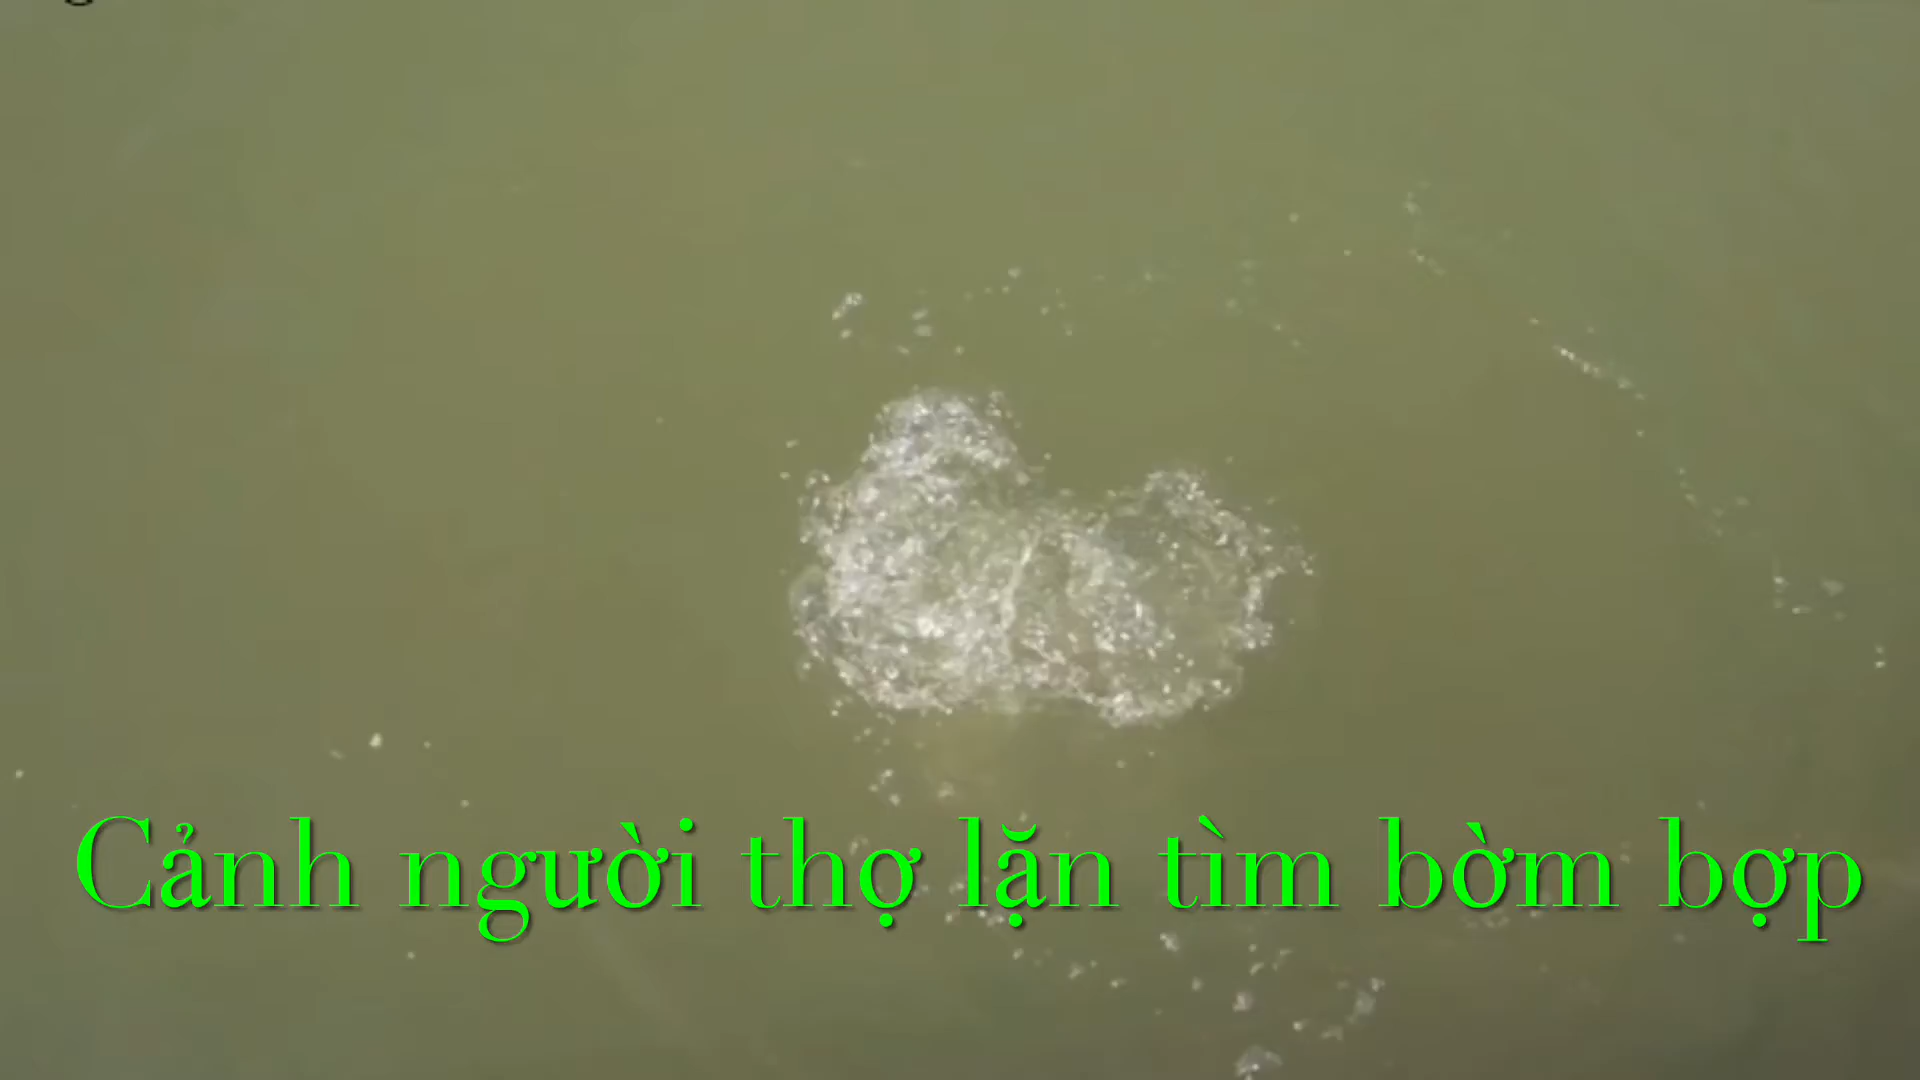 Cảnh người thợ lặn tìm bờm bợp